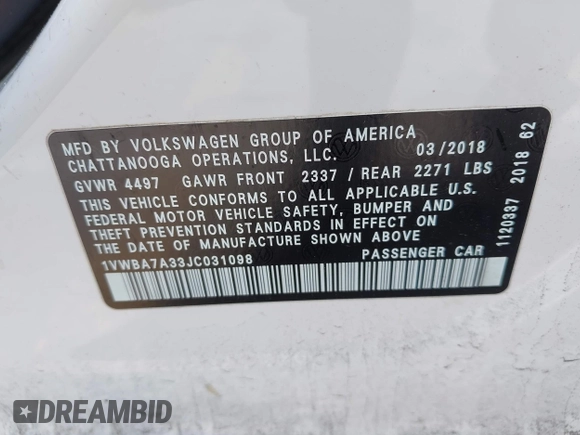 MFD BY VOLKSWAGEN GROUP OF AMERICA
CHATTANOOGA OPERATIONS, LLC. 03/2018
GVWR 4497 GAWR FRONT 2337 / REAR 2271 LBS
THIS VEHICLE CONFORMS TO ALL APPLICABLE U.S.
FEDERAL MOTOR VEHICLE SAFETY, BUMPER AND
THEFT PREVENTION STANDARDS IN EFFECT ON
THE DATE OF MANUFACTURE SHOWN ABOVE
1VWBA7A33JC031098 PASSENGER CAR
1120397 2018 62
DREAMBID